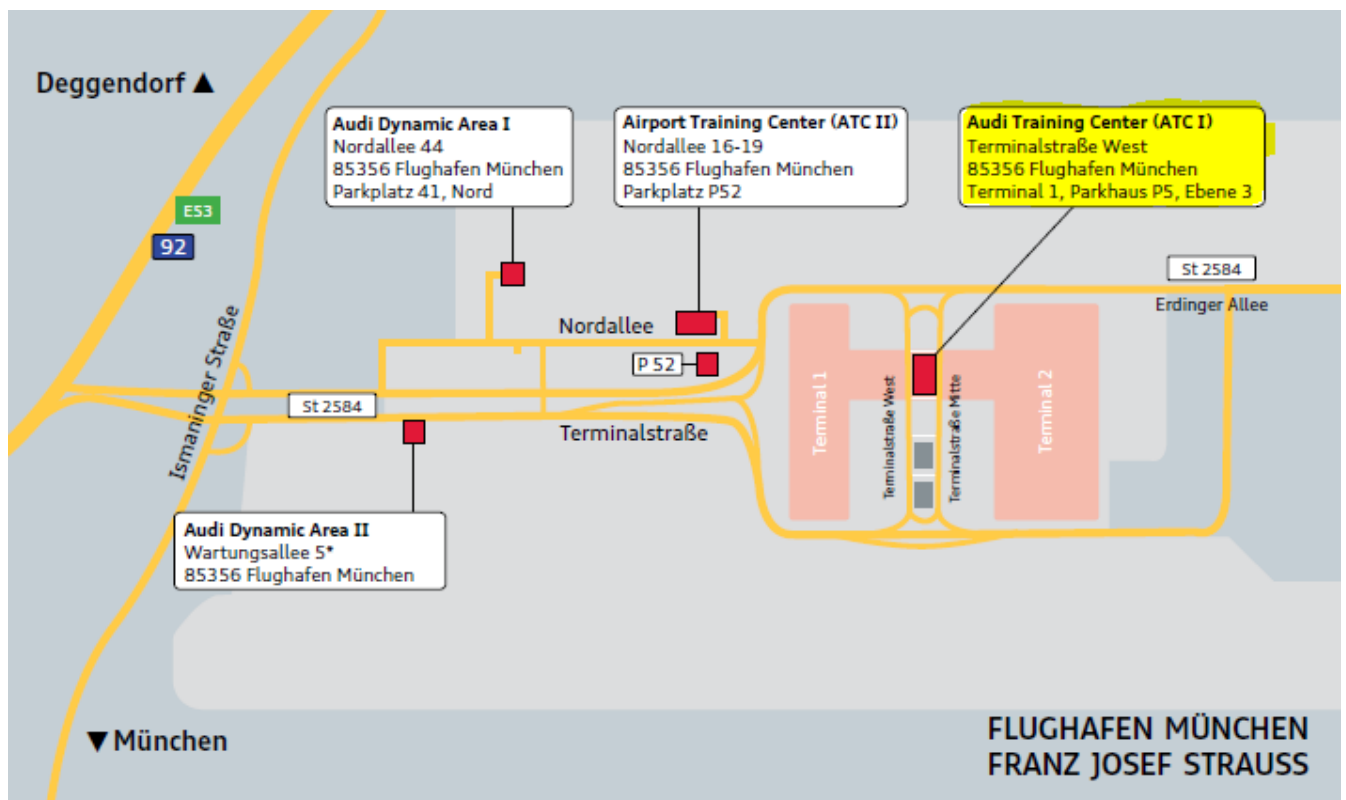 Deggendorf ▲
Audi Dynamic Area I
Nordallee 44
85356 Flughafen München
Parkplatz 41, Nord
Airport Training Center (ATC II)
Nordallee 16-19
85356 Flughafen München
Parkplatz P52
Audi Training Center (ATC I)
Terminalstraße West
85356 Flughafen München
Terminal 1, Parkhaus P5, Ebene 3
E53
92
St 2584
Erdinger Allee
Ismaninger Straße
Nordallee
P 52
St 2584
Terminalstraße
Terminal 1
Terminalstraße West
Terminalstraße Mitte
Terminal 2
Audi Dynamic Area II
Wartungsallee 5*
85356 Flughafen München
▼ München
FLUGHAFEN MÜNCHEN
FRANZ JOSEF STRAUSS